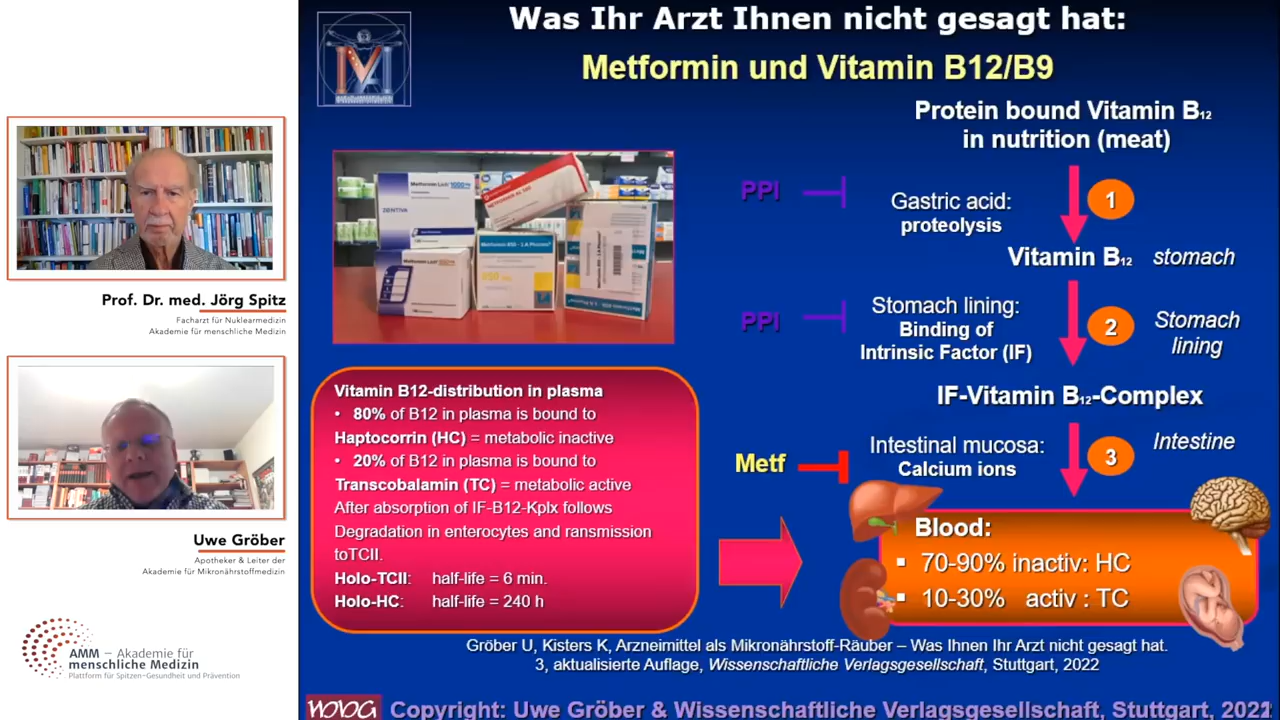 Was Ihr Arzt Ihnen nicht gesagt hat:
Metformin und Vitamin B12/B9
Prof. Dr. med. Jörg Spitz
Facharzt für Nuklearmedizin
Akademie für menschliche Medizin
Uwe Gröber
Apotheker & Leiter der
Akademie für Mikronährstoffmedizin
AMM – Akademie für
menschliche Medizin
Plattform für Spitzen-Gesundheit und Prävention
ZENTIVA
Vitamin B12-distribution in plasma
• 80% of B12 in plasma is bound to
Haptocorrin (HC) = metabolic inactive
• 20% of B12 in plasma is bound to
Transcobalamin (TC) = metabolic active
After absorption of IF-B12-Kplx follows
Degradation in enterocytes and ransmission
toTCII.
Holo-TCII: half-life = 6 min.
Holo-HC: half-life = 240 h
Protein bound Vitamin B12
in nutrition (meat)
PPI
Gastric acid:
proteolysis
1
Vitamin B12 stomach
PPI
Stomach lining:
Binding of
Intrinsic Factor (IF)
2
Stomach
lining
IF-Vitamin B12-Complex
Metf
Intestinal mucosa:
Calcium ions
3
Intestine
Blood:
▪ 70-90% inactiv: HC
▪ 10-30% activ : TC
Gröber U, Kisters K, Arzneimittel als Mikronährstoff-Räuber – Was Ihnen Ihr Arzt nicht gesagt hat.
3, aktualisierte Auflage, Wissenschaftliche Verlagsgesellschaft, Stuttgart, 2022
Copyright: Uwe Gröber & Wissenschaftliche Verlagsgesellschaft, Stuttgart, 2021